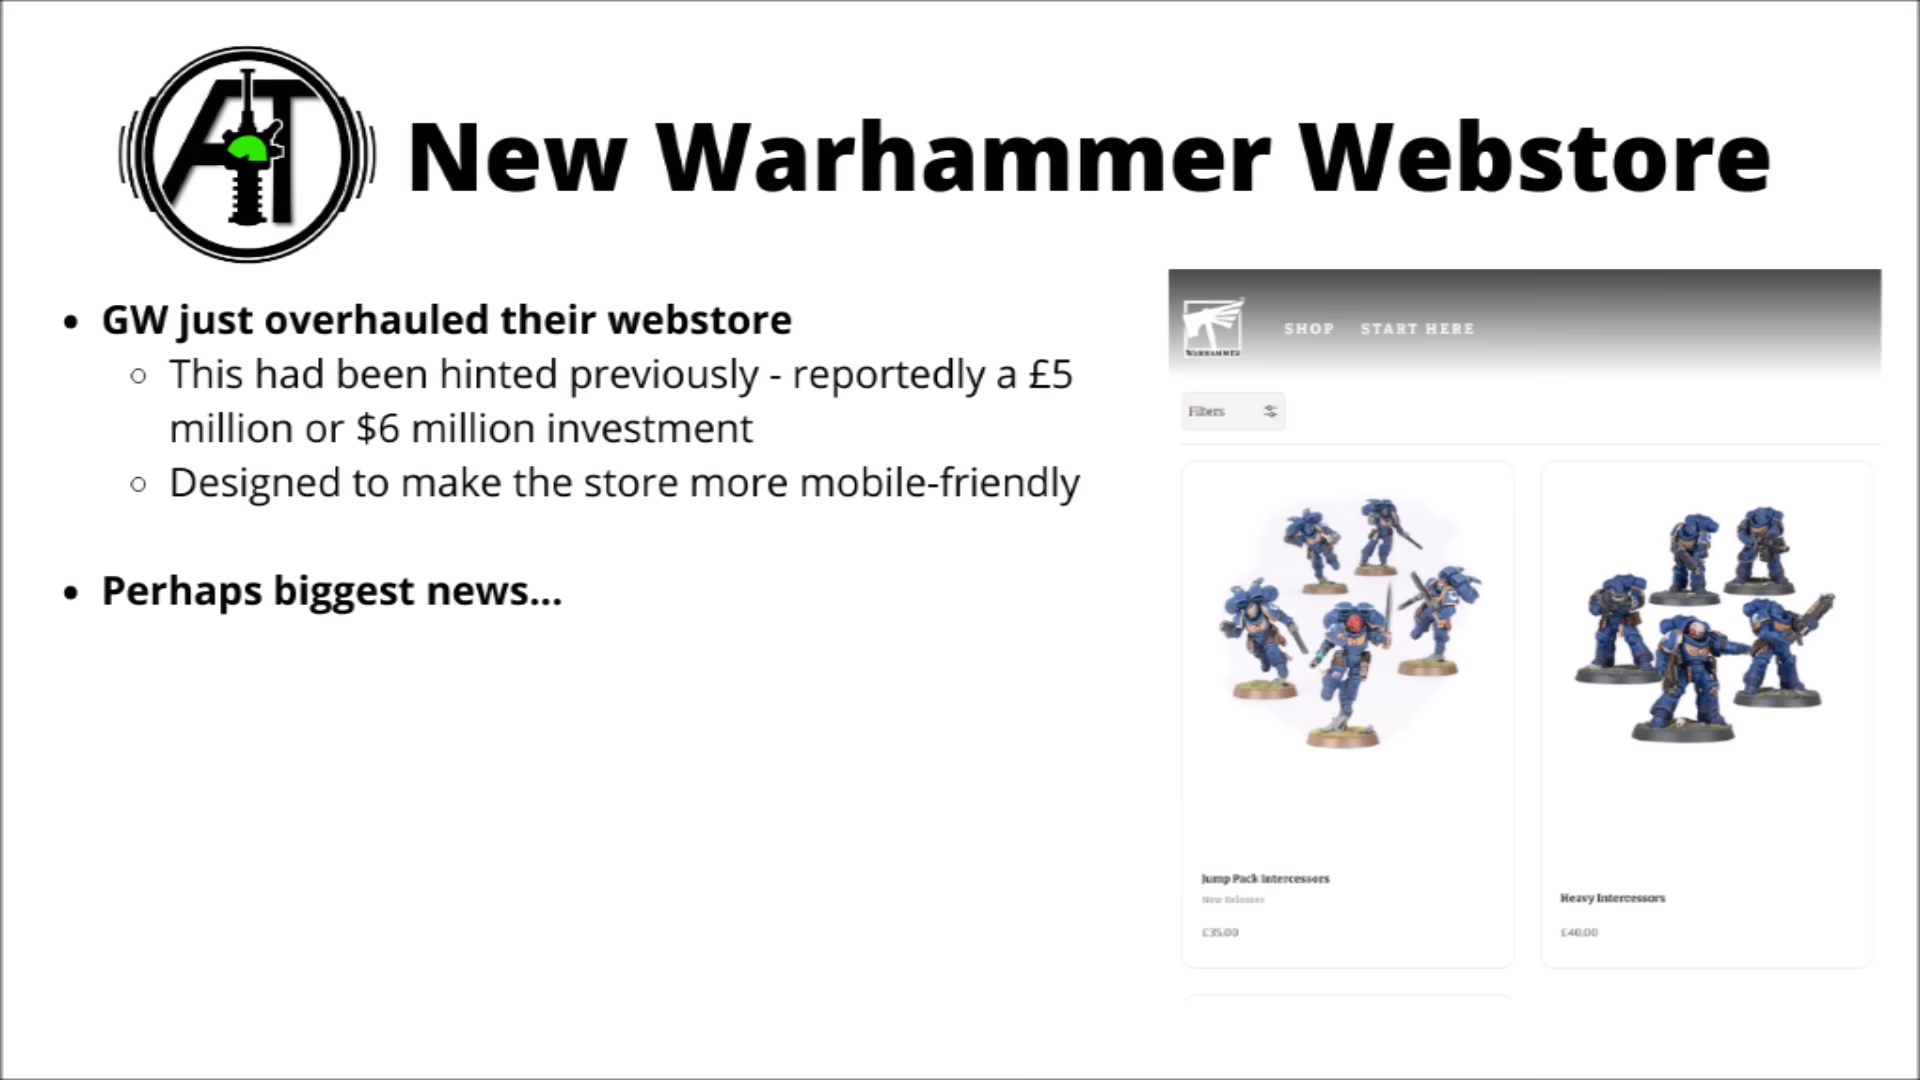 AT
New Warhammer Webstore
• GW just overhauled their webstore
○ This had been hinted previously - reportedly a £5
million or $6 million investment
○ Designed to make the store more mobile-friendly
• Perhaps biggest news...
WARHAMMER
SHOP START HERE
Filters
Jump Pack Intercessors
New Releases
£35.00
Heavy Intercessors
£40.00